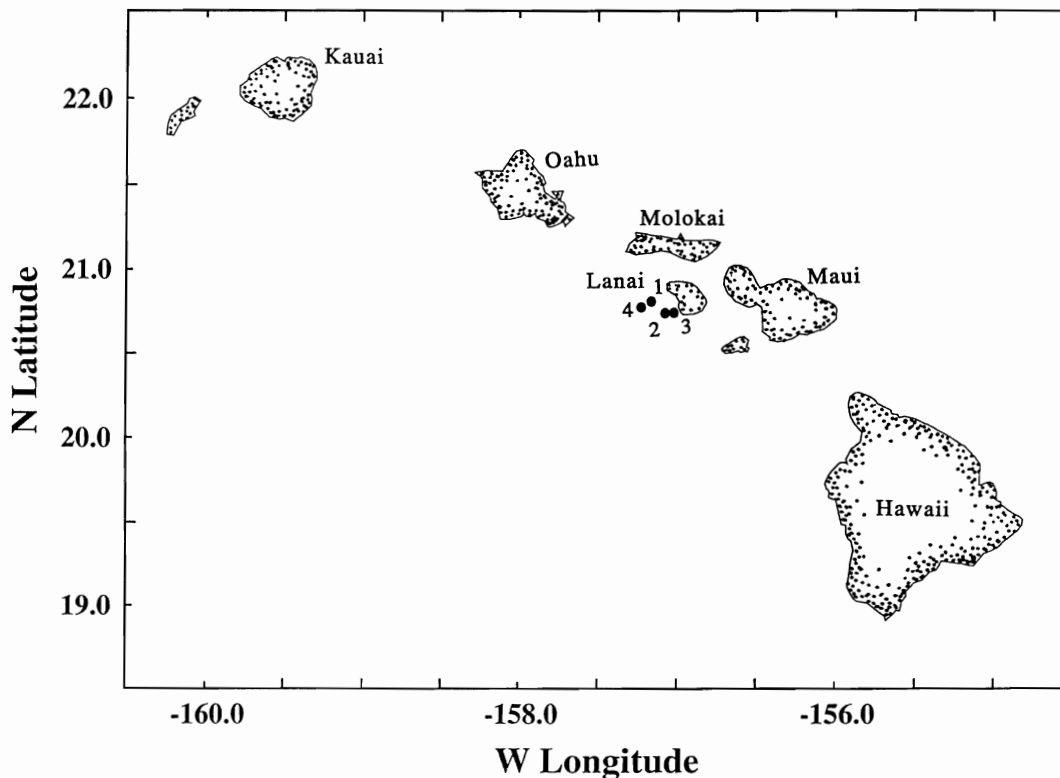 Kauai
22.0
Oahu
Molokai
21.0
Lanai
1
Maui
4
2
3
N Latitude
20.0
Hawaii
19.0
-160.0
-158.0
-156.0
W Longitude